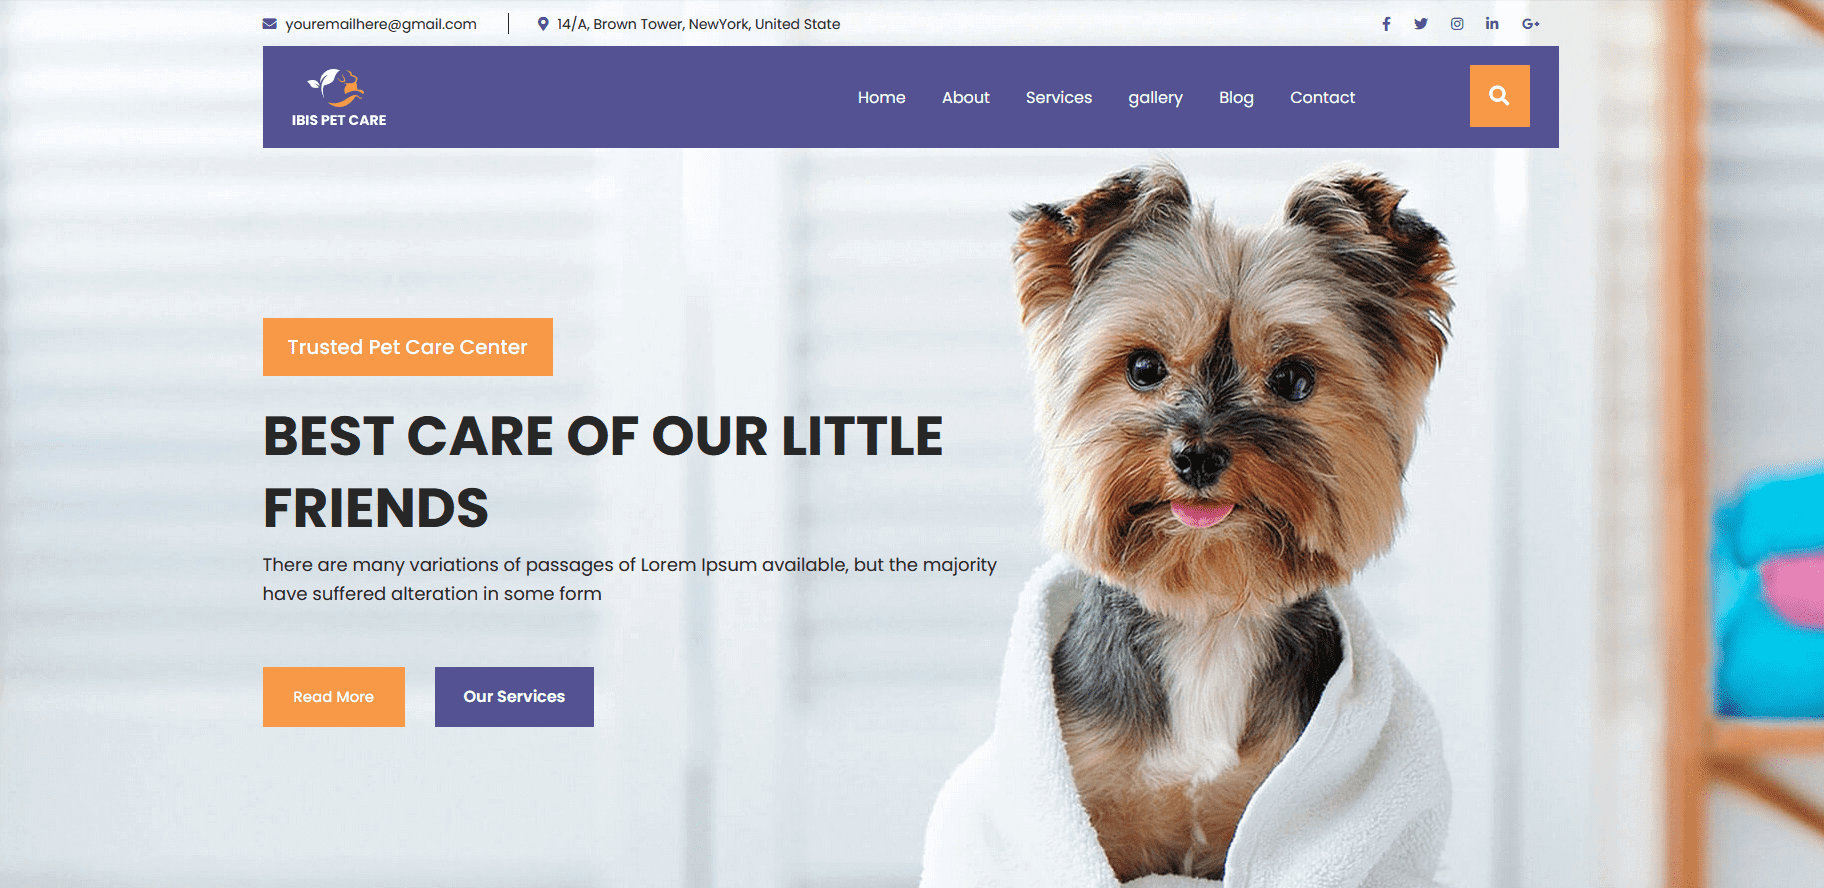 youremailhere@gmail.com
14/A, Brown Tower, NewYork, United State
IBIS PET CARE
Home
About
Services
gallery
Blog
Contact
Trusted Pet Care Center
BEST CARE OF OUR LITTLE
FRIENDS
There are many variations of passages of Lorem Ipsum available, but the majority
have suffered alteration in some form
Read More
Our Services